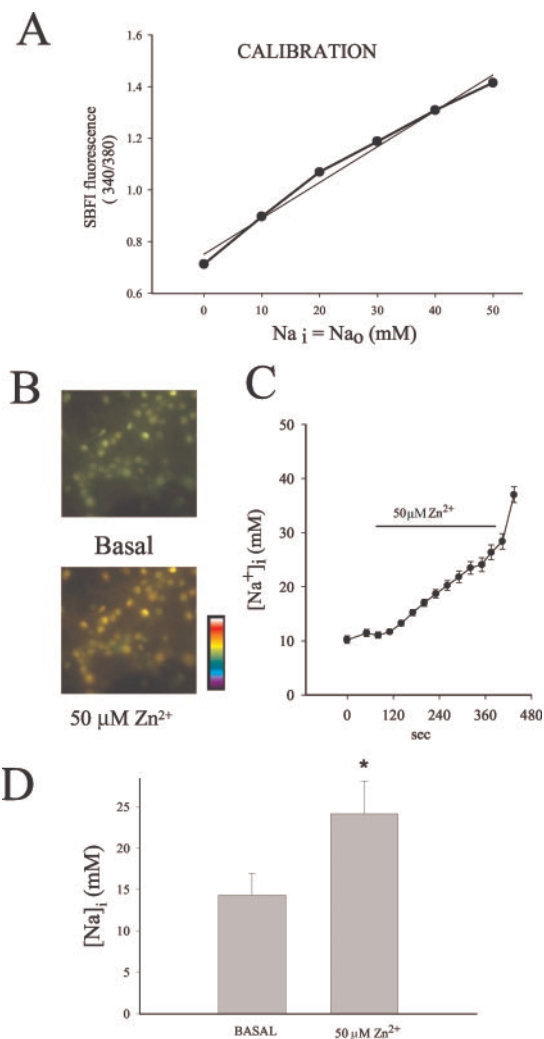 A
CALIBRATION
SBFI fluorescence
( 340/380)
1.6
1.4
1.2
1.0
0.8
0.6
0
10
20
30
40
50
Na i = Nao (mM)
B
Basal
50 μM Zn2+
C
[Na+]i (mM)
50
40
30
20
10
0
50μM Zn2+
0
120
240
360
480
sec
D
[Na]i (mM)
25
20
15
10
5
0
*
BASAL
50 μM Zn2+